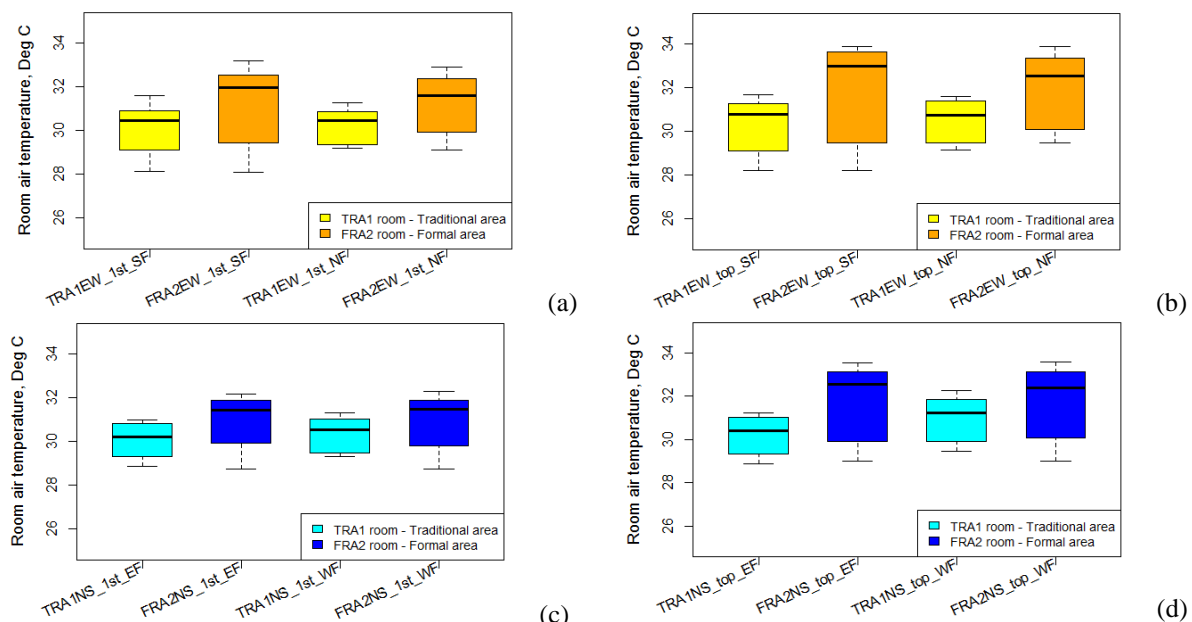 Room air temperature, Deg C
34
32
30
28
26
TRA1 room - Traditional area
FRA2 room - Formal area
TRA1EW_1st_SF
FRA2EW_1st_SF
TRA1EW_1st_NF
FRA2EW_1st_NF
(a)
Room air temperature, Deg C
34
32
30
28
26
TRA1 room - Traditional area
FRA2 room - Formal area
TRA1EW_top_SF
FRA2EW_top_SF
TRA1EW_top_NF
FRA2EW_top_NF
(b)
Room air temperature, Deg C
34
32
30
28
26
TRA1 room - Traditional area
FRA2 room - Formal area
TRA1NS_1st_EF
FRA2NS_1st_EF
TRA1NS_1st_WF
FRA2NS_1st_WF
(c)
Room air temperature, Deg C
34
32
30
28
26
TRA1 room - Traditional area
FRA2 room - Formal area
TRA1NS_top_EF
FRA2NS_top_EF
TRA1NS_top_WF
FRA2NS_top_WF
(d)